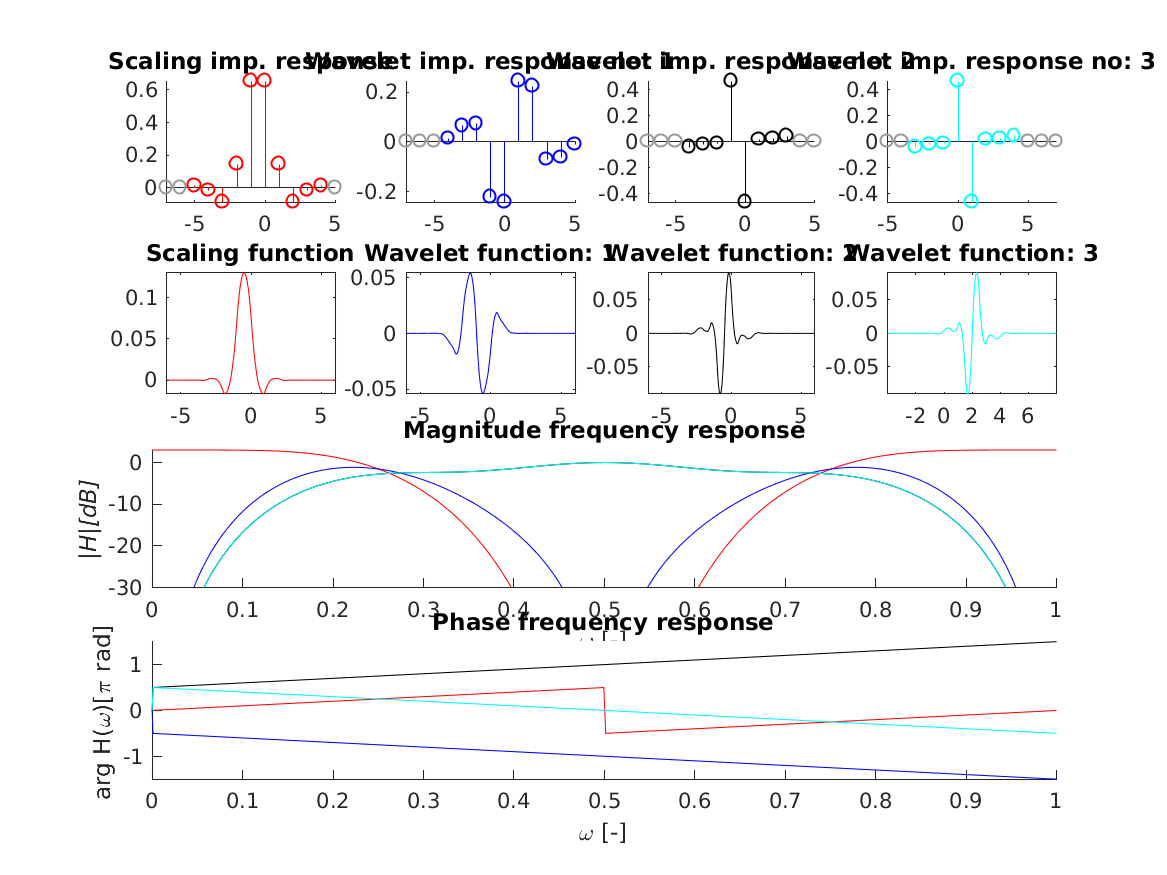 Scaling imp. response Wavelet imp. response no: 1 Wavelet imp. response no: 2 Wavelet imp. response no: 3
0.6
0.4
0.2
0
-5 0 5
0.2
0
-0.2
-5 0 5
0.4
0.2
0
-0.2
-0.4
-5 0 5
0.4
0.2
0
-0.2
-0.4
-5 0 5
Scaling function Wavelet function: 1 Wavelet function: 2 Wavelet function: 3
0.1
0.05
0
-5 0 5
0.05
0
-0.05
-5 0 5
0.05
0
-0.05
-5 0 5
0.05
0
-0.05
-2 0 2 4 6
Magnitude frequency response
|H|[dB]
0
-10
-20
-30
0 0.1 0.2 0.3 0.4 0.5 0.6 0.7 0.8 0.9 1
ω [-]
Phase frequency response
arg H(ω)[π rad]
1
0
-1
0 0.1 0.2 0.3 0.4 0.5 0.6 0.7 0.8 0.9 1
ω [-]